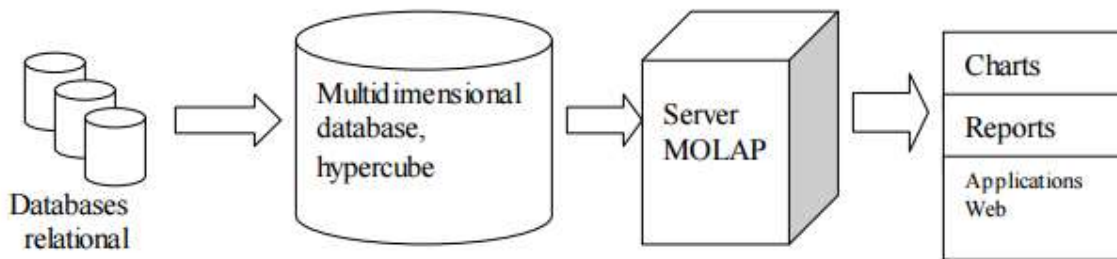 Databases
relational
Multidimensional
database,
hypercube
Server
MOLAP
Charts
Reports
Applications
Web